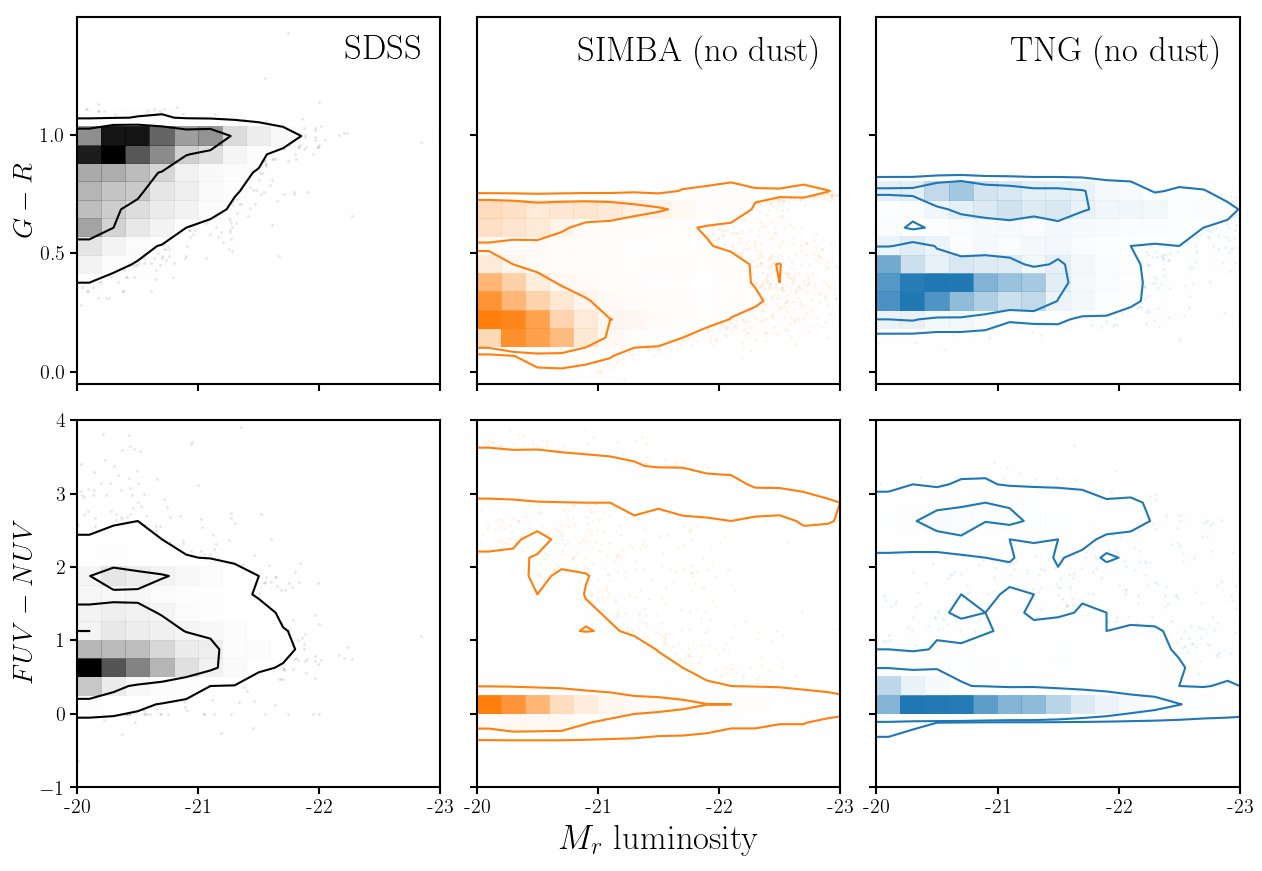 SDSS
SIMBA (no dust)
TNG (no dust)
G − R
1.0
0.5
0.0
FUV − NUV
4
3
2
1
0
−1
-20 -21 -22 -23
-20 -21 -22 -23
-20 -21 -22 -23
M_r luminosity